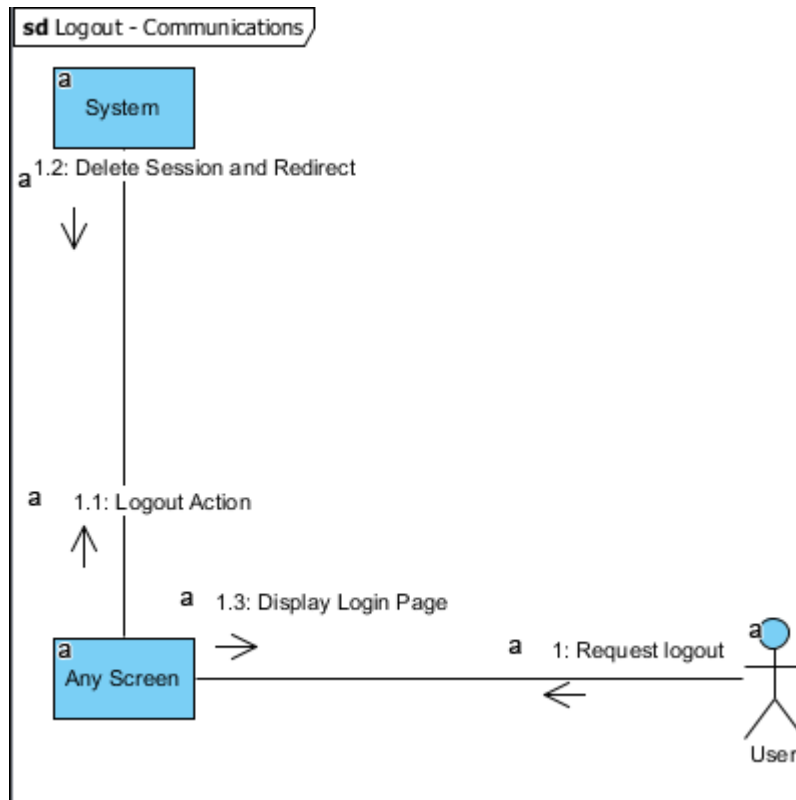 sd Logout - Communications
a
System
1.2: Delete Session and Redirect
a
a
1.1: Logout Action
a
1.3: Display Login Page
a
1: Request logout
a
a
Any Screen
User